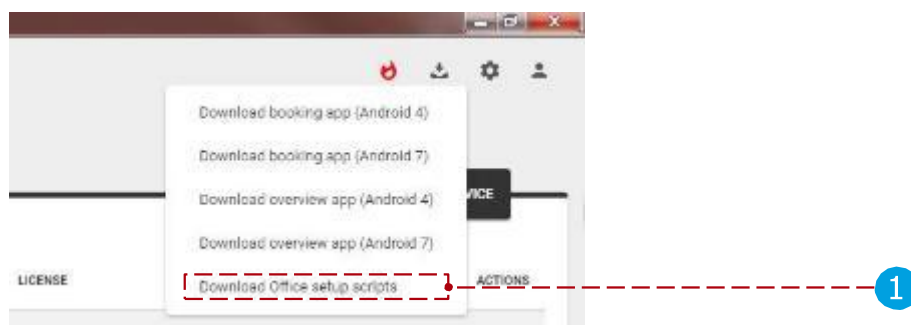 Download booking app (Android 4)
Download booking app (Android 7)
Download overview app (Android 4)
VICE
Download overview app (Android 7)
LICENSE
Download Office setup scripts
ACTIONS
1